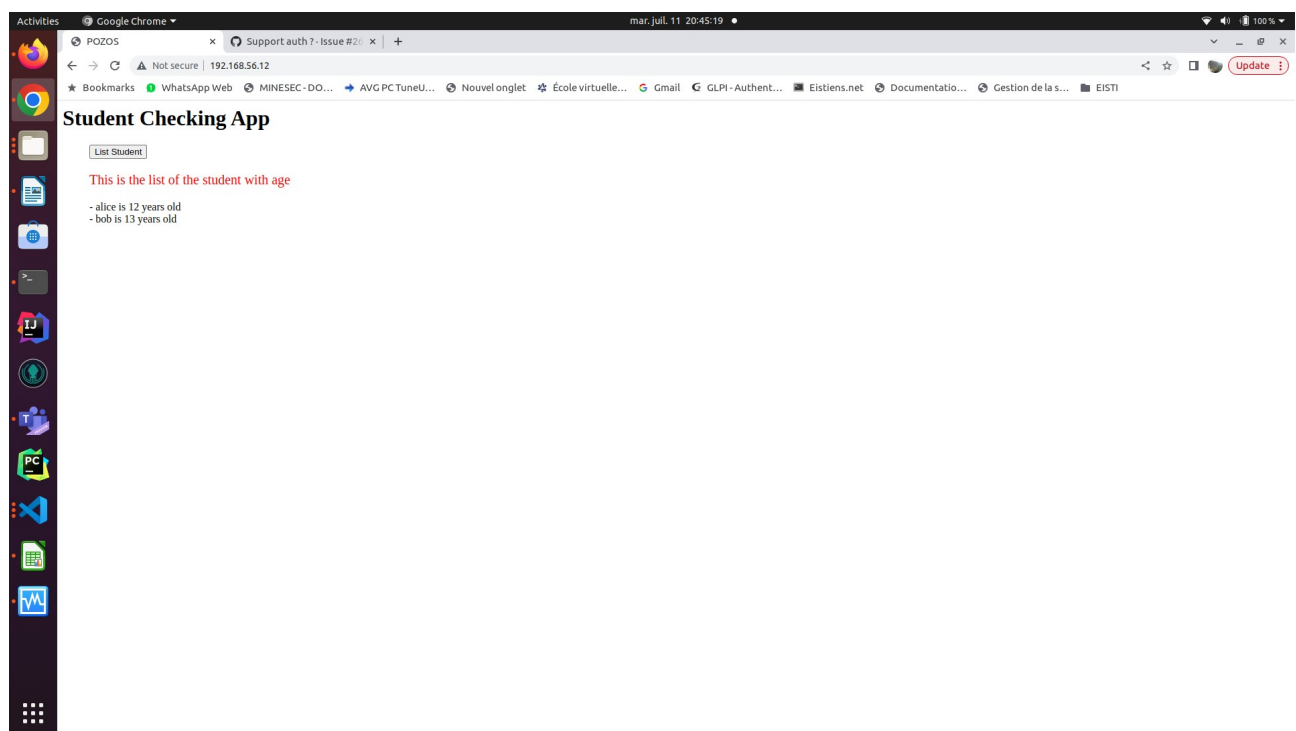 Activities Google Chrome mar. juil. 11 20:45:19 100 %
POZOS Support auth ? · Issue #26
Not secure 192.168.56.12 Update
Bookmarks WhatsApp Web MINESEC - DO... AVG PC TuneU... Nouvel onglet École virtuelle... Gmail GLPI - Authent... Eistiens.net Documentatio... Gestion de la s... EISTI
Student Checking App
List Student
This is the list of the student with age
- alice is 12 years old
- bob is 13 years old